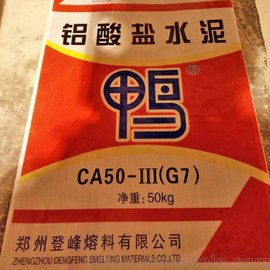 铝酸盐水泥
鸭
®
CA50-III(G7)
净重:50kg
郑州登峰熔料有限公司
ZHENGZHOU DENGFENG SMELTING MATERIALS CO.,LTD